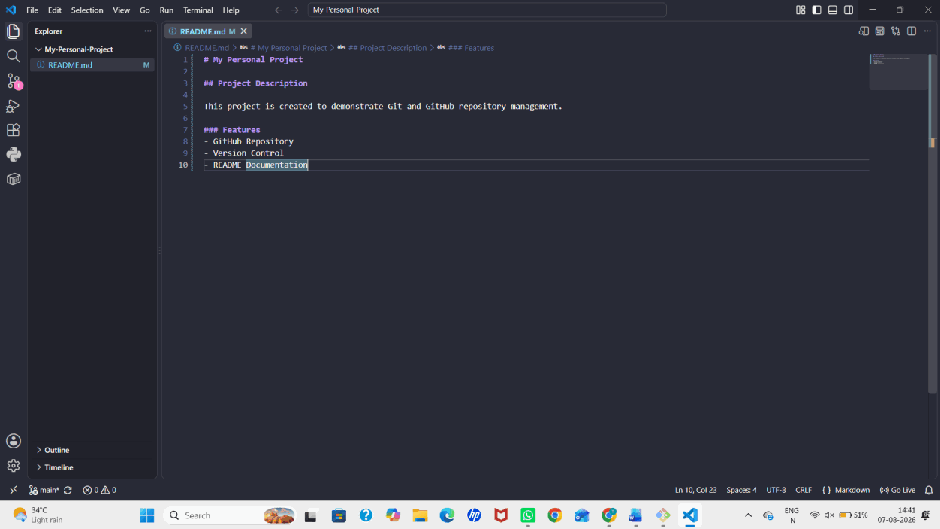 File Edit Selection View Go Run Terminal Help
My Personal Project
Explorer
My-Personal-Project
README.md M
README.md M
README.md > # My Personal Project > ## Project Description > ### Features
1 # My Personal Project
2
3 ## Project Description
4
5 This project is created to demonstrate Git and GitHub repository management.
6
7 ### Features
8 - GitHub Repository
9 - Version Control
10 - README Documentation
Outline
Timeline
main* 0 0
Ln 10, Col 23 Spaces: 4 UTF-8 CRLF {} Markdown Go Live
34°C
Light rain
Search
ENG
IN
51%
14:41
07-08-2026